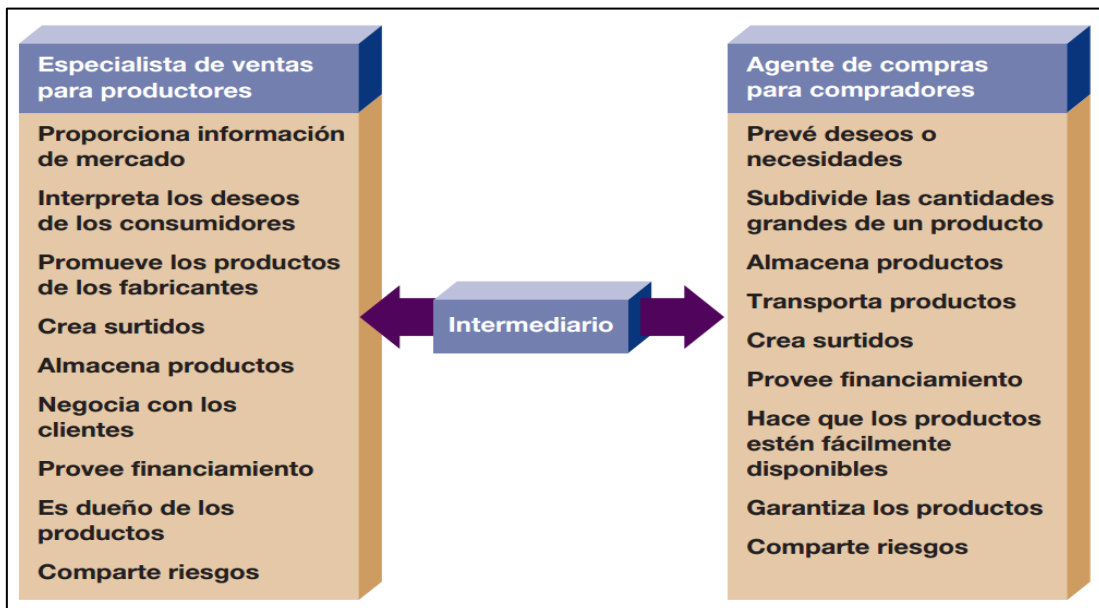 Especialista de ventas
para productores
Proporciona información
de mercado
Interpreta los deseos
de los consumidores
Promueve los productos
de los fabricantes
Crea surtidos
Almacena productos
Negocia con los
clientes
Provee financiamiento
Es dueño de los
productos
Comparte riesgos
Intermediario
Agente de compras
para compradores
Prevé deseos o
necesidades
Subdivide las cantidades
grandes de un producto
Almacena productos
Transporta productos
Crea surtidos
Provee financiamiento
Hace que los productos
estén fácilmente
disponibles
Garantiza los productos
Comparte riesgos